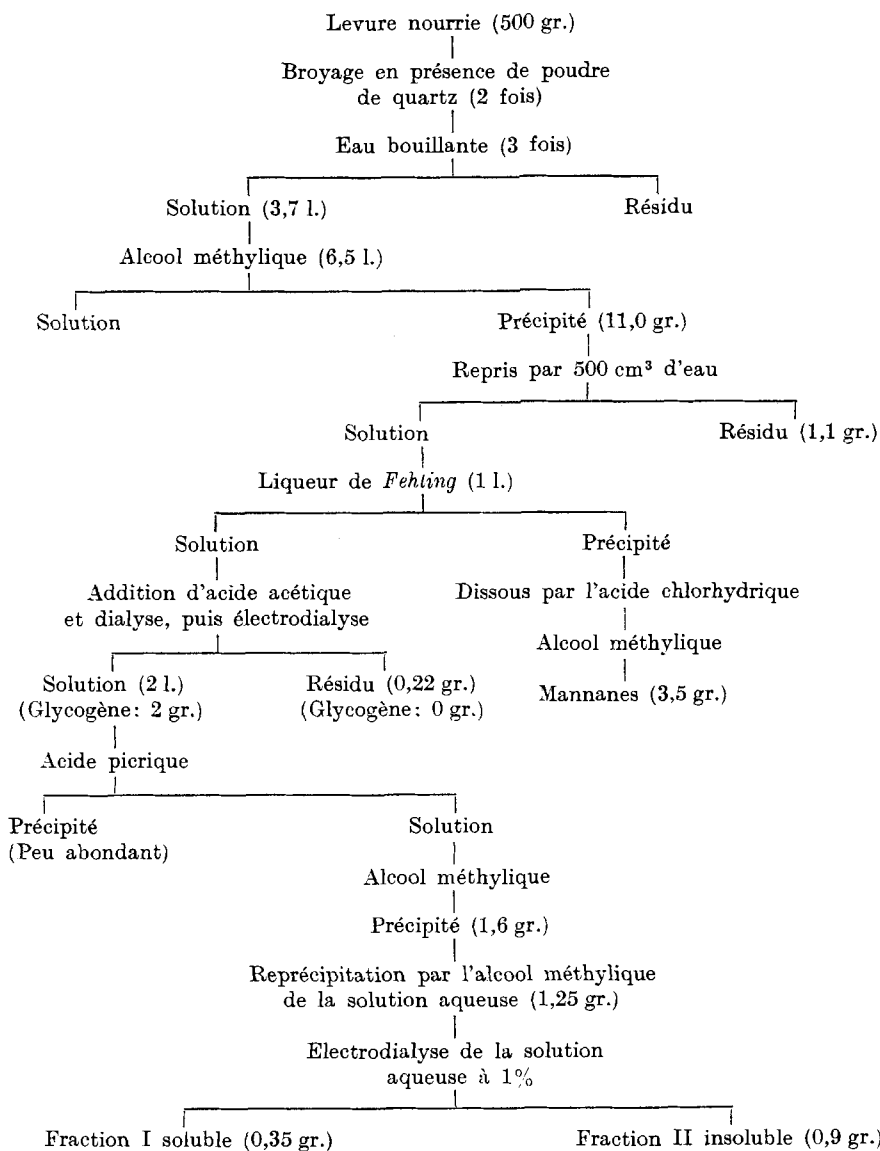 Levure nourrie (500 gr.)
Broyage en présence de poudre
de quartz (2 fois)
Eau bouillante (3 fois)
Solution (3,7 l.)
Résidu
Alcool méthylique (6,5 l.)
Solution
Précipité (11,0 gr.)
Repris par 500 cm³ d'eau
Solution
Résidu (1,1 gr.)
Liqueur de Fehling (1 l.)
Solution
Précipité
Addition d'acide acétique
et dialyse, puis électrodialyse
Dissous par l'acide chlorhydrique
Alcool méthylique
Mannanes (3,5 gr.)
Solution (2 l.)
(Glycogène: 2 gr.)
Résidu (0,22 gr.)
(Glycogène: 0 gr.)
Acide picrique
Précipité
(Peu abondant)
Solution
Alcool méthylique
Précipité (1,6 gr.)
Reprécipitation par l'alcool méthylique
de la solution aqueuse (1,25 gr.)
Electrodialyse de la solution
aqueuse à 1%
Fraction I soluble (0,35 gr.)
Fraction II insoluble (0,9 gr.)